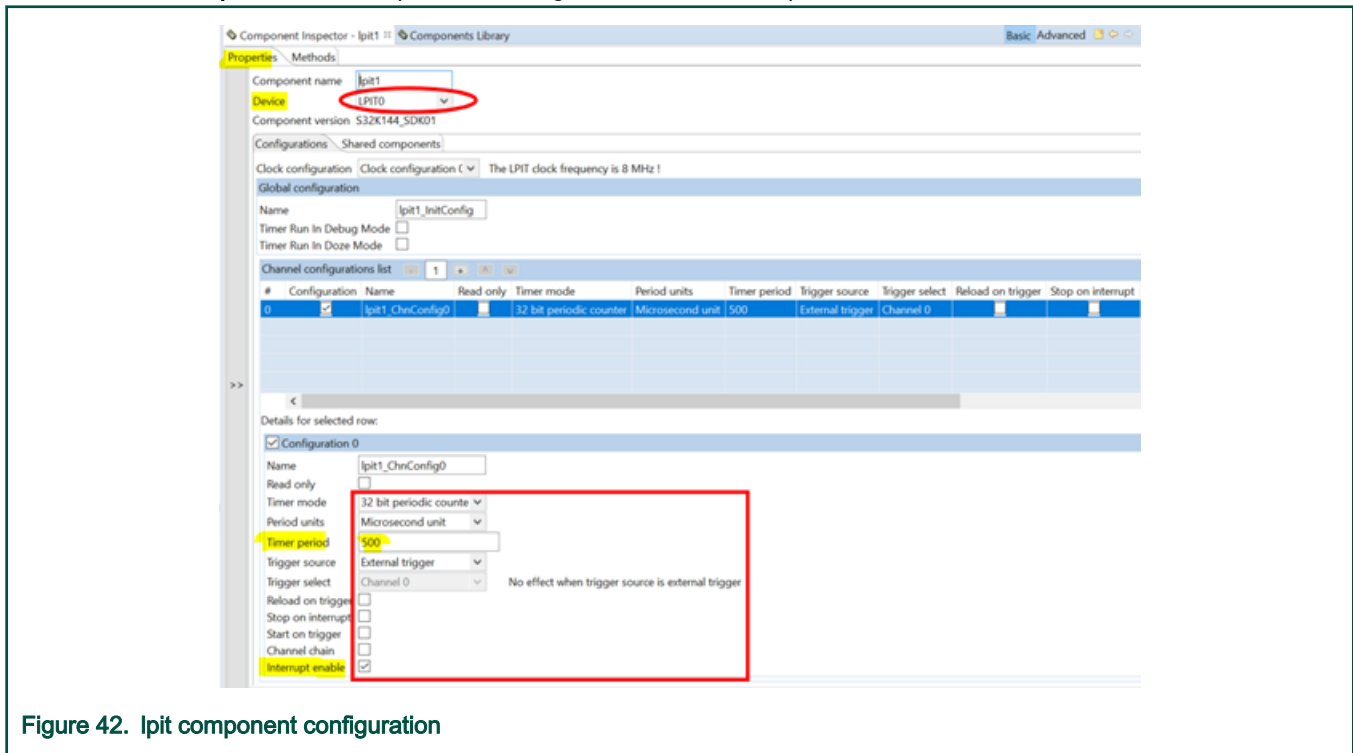 Component Inspector - lpit1 Components Library Basic Advanced
Properties Methods
Component name lpit1
Device LPIT0
Component version S32K144_SDK01
Configurations Shared components
Clock configuration Clock configuration ( The LPIT clock frequency is 8 MHz !
Global configuration
Name lpit1_InitConfig
Timer Run In Debug Mode
Timer Run In Doze Mode
Channel configurations list 1
# Configuration Name Read only Timer mode Period units Timer period Trigger source Trigger select Reload on trigger Stop on interrupt
0 lpit1_ChnConfig0 32 bit periodic counter Microsecond unit 500 External trigger Channel 0
>>
<
Details for selected row:
Configuration 0
Name lpit1_ChnConfig0
Read only
Timer mode 32 bit periodic counte
Period units Microsecond unit
Timer period 500
Trigger source External trigger
Trigger select Channel 0 No effect when trigger source is external trigger
Reload on trigger
Stop on interrupt
Start on trigger
Channel chain
Interrupt enable
Figure 42. lpit component configuration